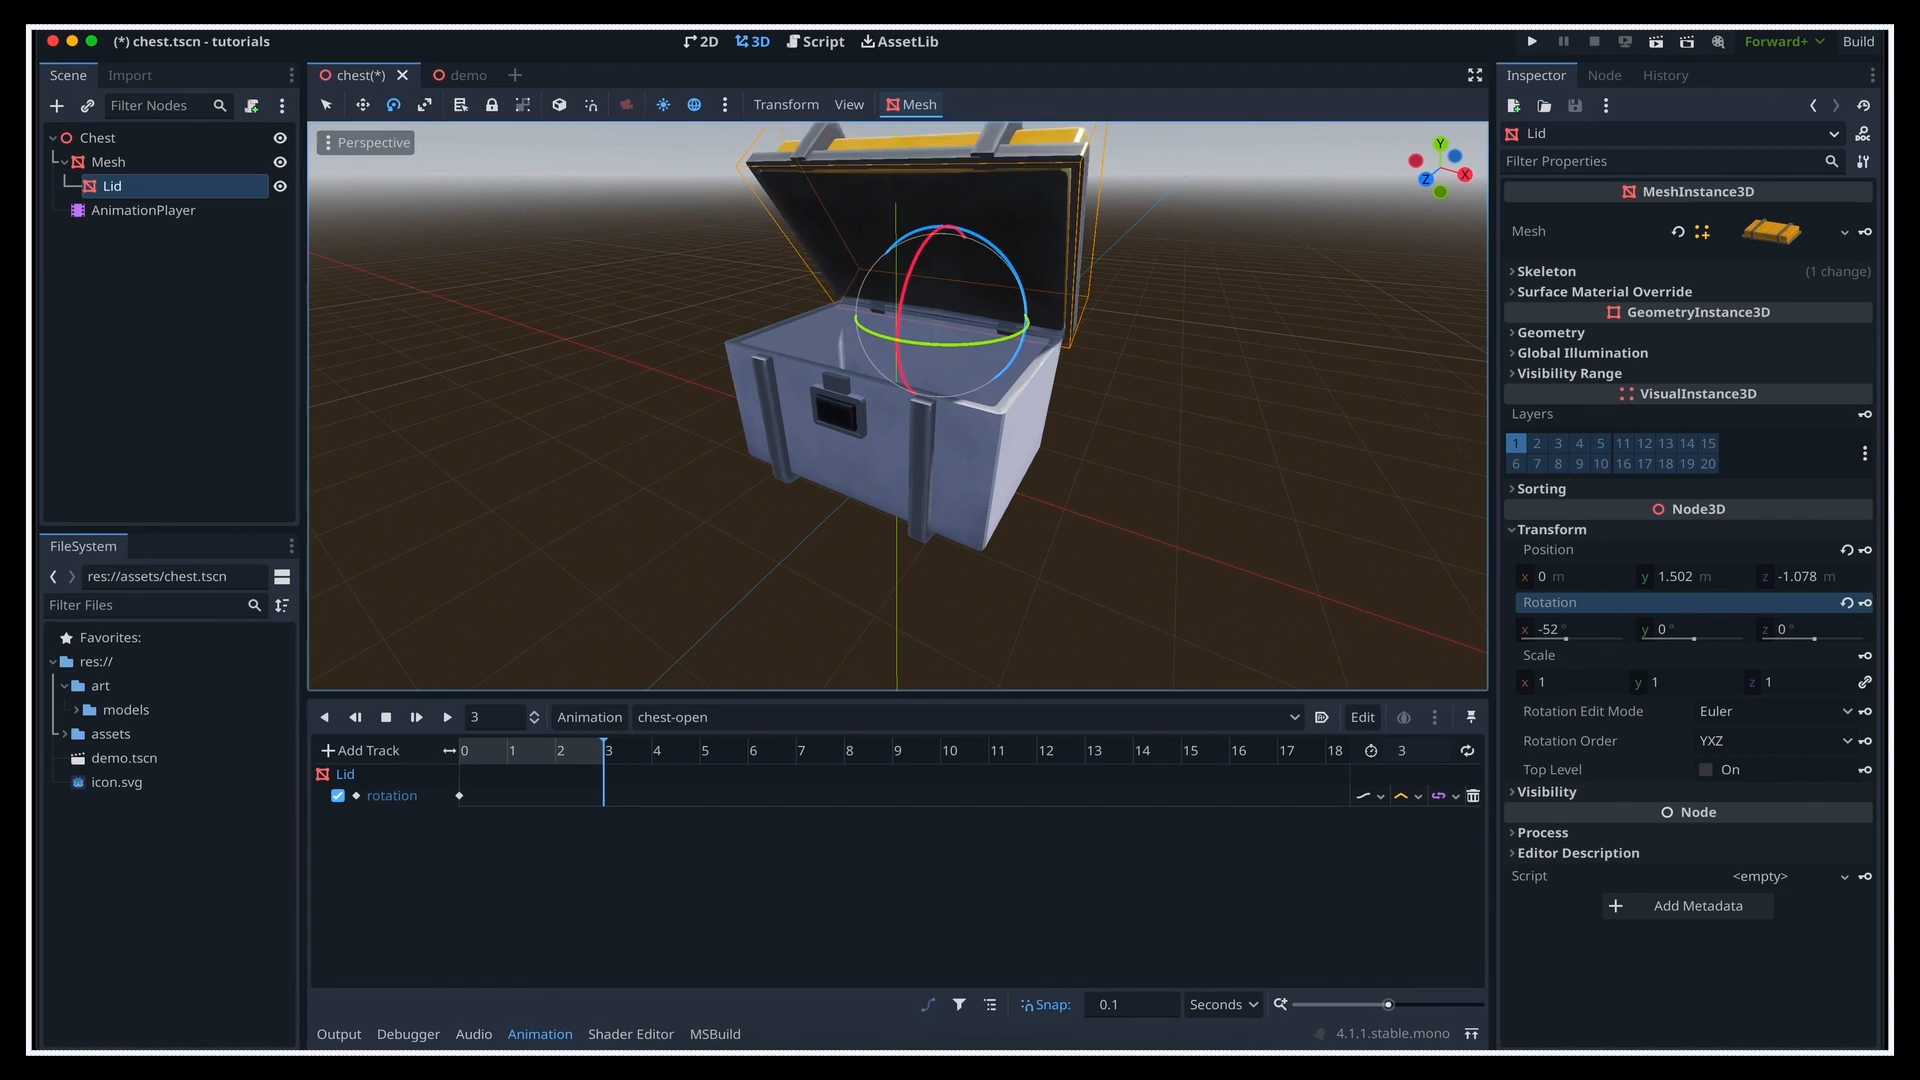 (*) chest.tscn - tutorials
2D 3D Script AssetLib
Forward+ Build
Scene Import
Filter Nodes
Chest
Mesh
Lid
AnimationPlayer
FileSystem
res://assets/chest.tscn
Filter Files
Favorites:
res://
art
models
assets
demo.tscn
icon.svg
chest(*) demo
Transform View Mesh
Perspective
Y
Z X
3 Animation chest-open Edit
Add Track 0 1 2 3 4 5 6 7 8 9 10 11 12 13 14 15 16 17 18 3
Lid
rotation
Snap: 0.1 Seconds
Output Debugger Audio Animation Shader Editor MSBuild 4.1.1.stable.mono
Inspector Node History
Lid
Filter Properties
MeshInstance3D
Mesh
Skeleton (1 change)
Surface Material Override
GeometryInstance3D
Geometry
Global Illumination
Visibility Range
VisualInstance3D
Layers
1 2 3 4 5 11 12 13 14 15
6 7 8 9 10 16 17 18 19 20
Sorting
Node3D
Transform
Position
x 0 m y 1.502 m z -1.078 m
Rotation
x -52 ° y 0 ° z 0 °
Scale
x 1 y 1 z 1
Rotation Edit Mode Euler
Rotation Order YXZ
Top Level On
Visibility
Node
Process
Editor Description
Script <empty>
Add Metadata